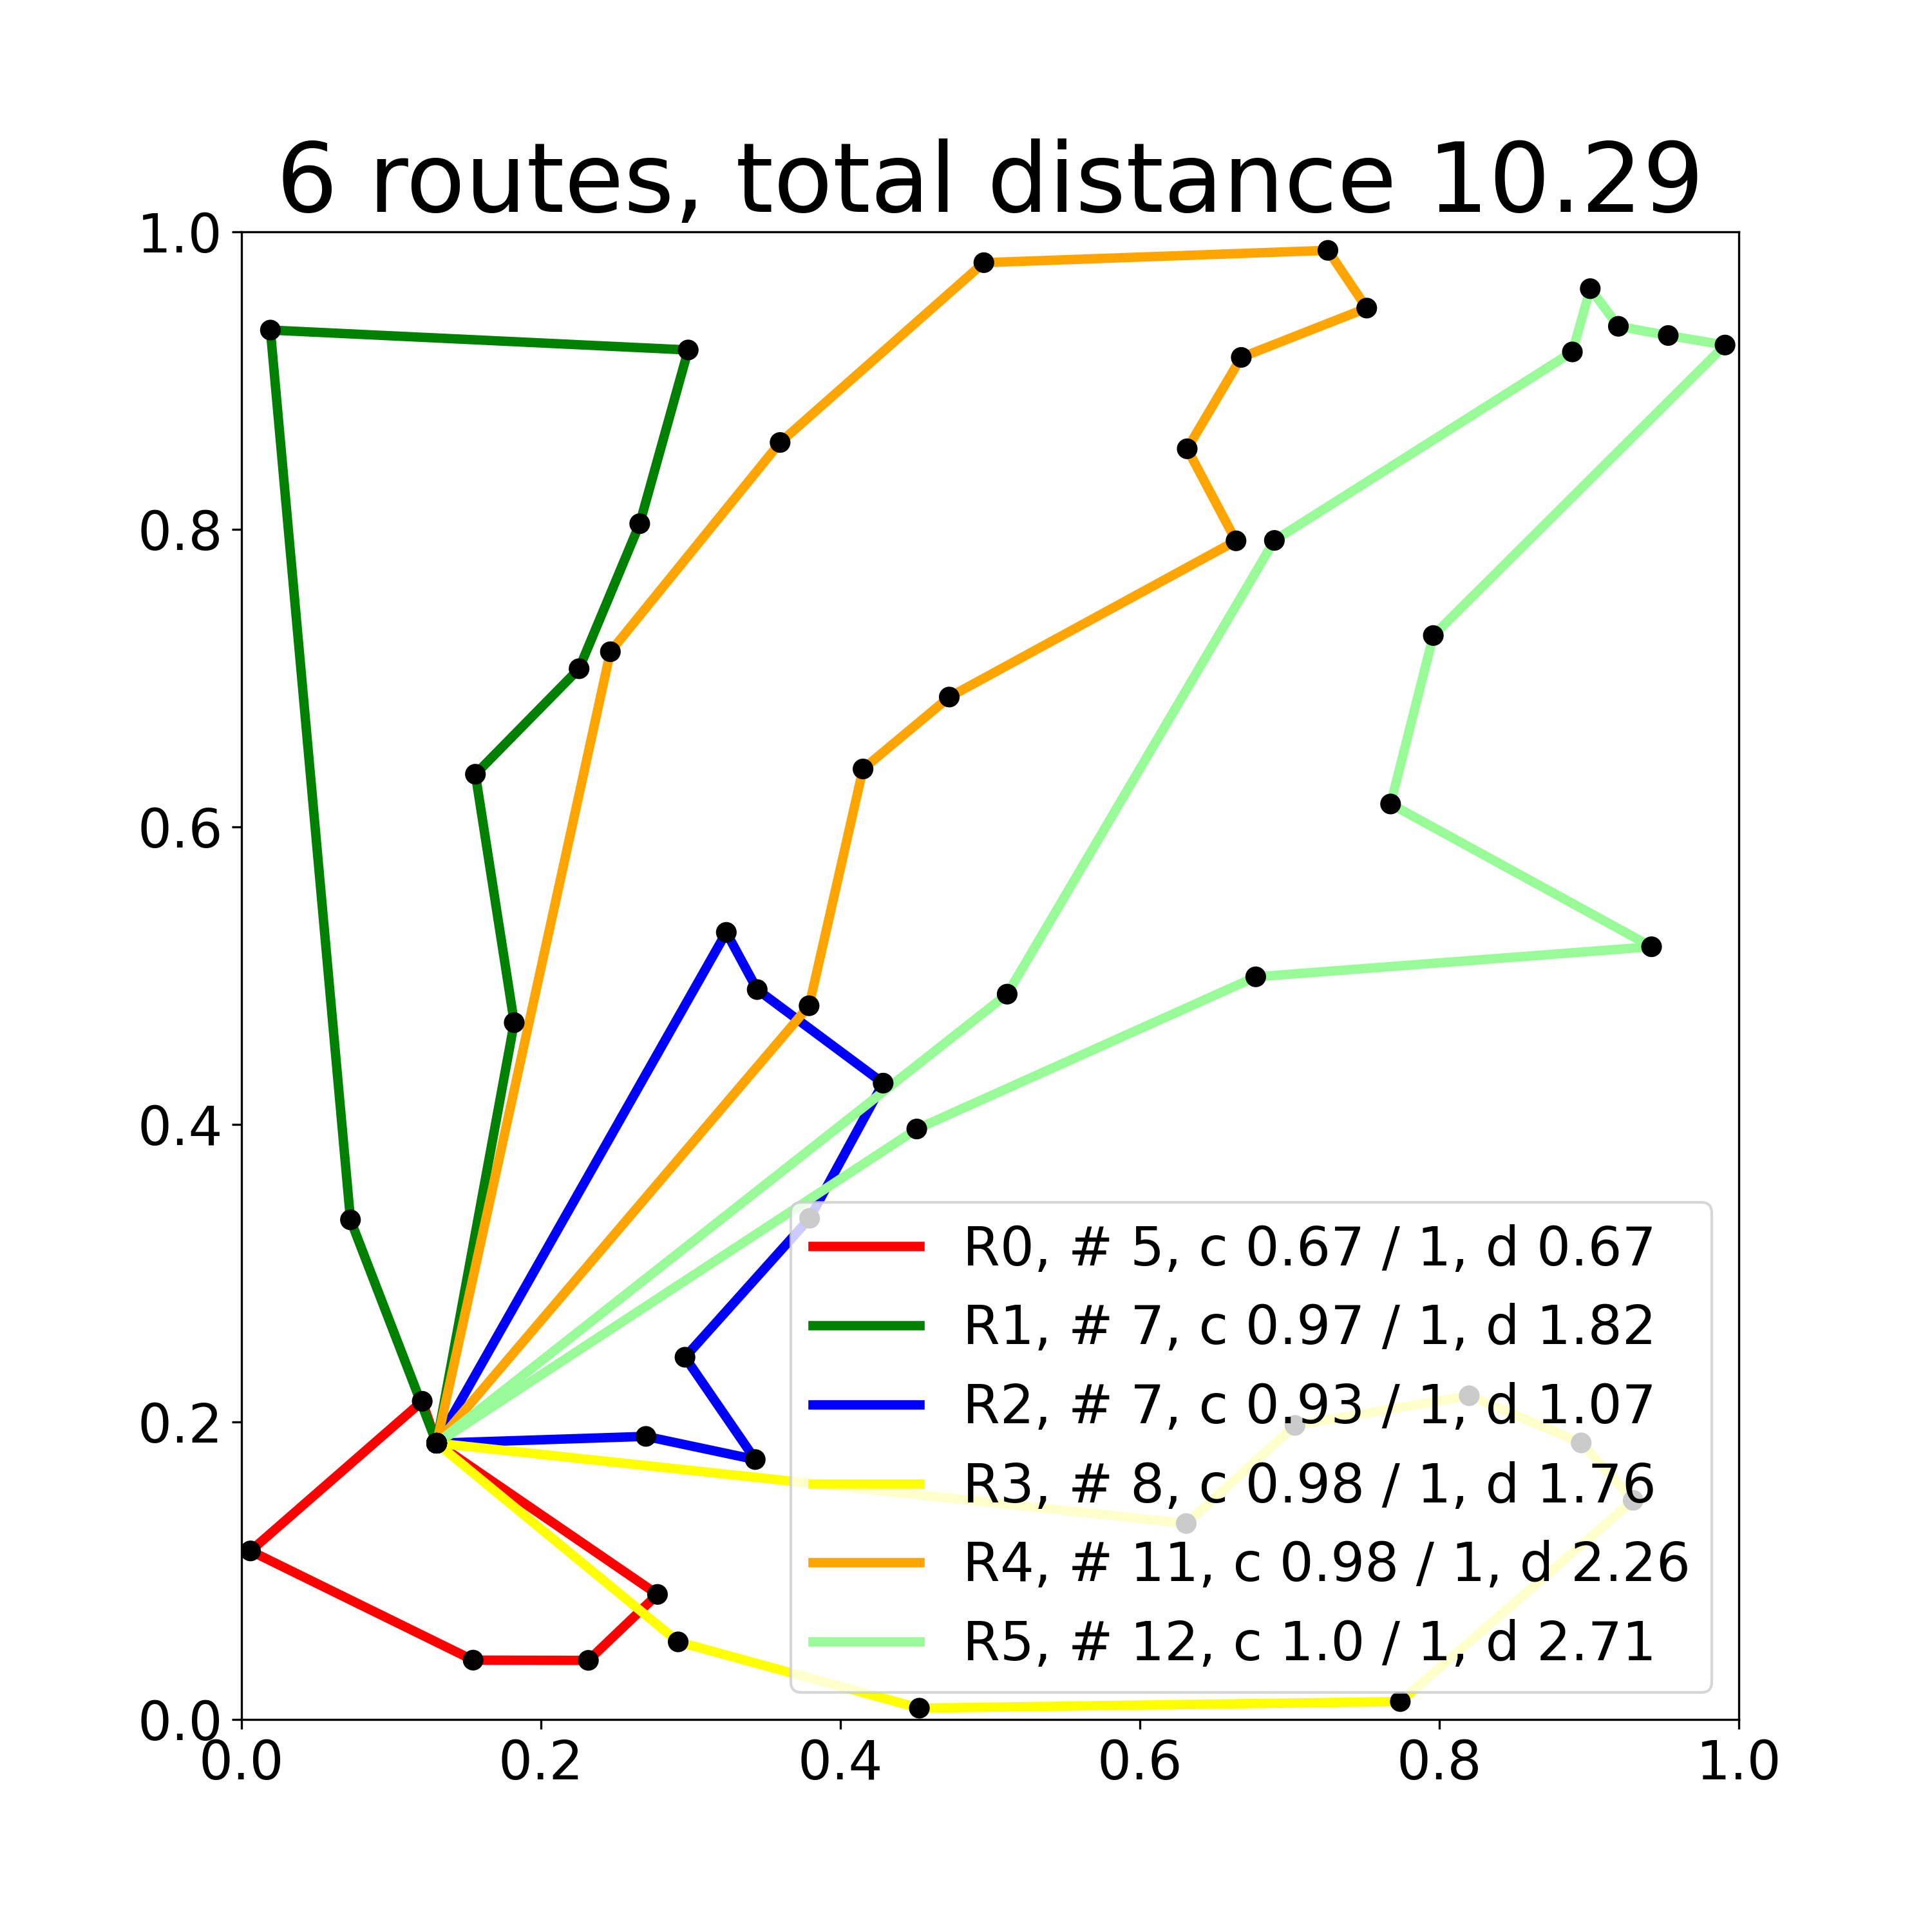 6 routes, total distance 10.29
1.0
0.8
0.6
0.4
0.2
0.0
R0, # 5, c 0.67 / 1, d 0.67
R1, # 7, c 0.97 / 1, d 1.82
R2, # 7, c 0.93 / 1, d 1.07
R3, # 8, c 0.98 / 1, d 1.76
R4, # 11, c 0.98 / 1, d 2.26
R5, # 12, c 1.0 / 1, d 2.71
0.0 0.2 0.4 0.6 0.8 1.0